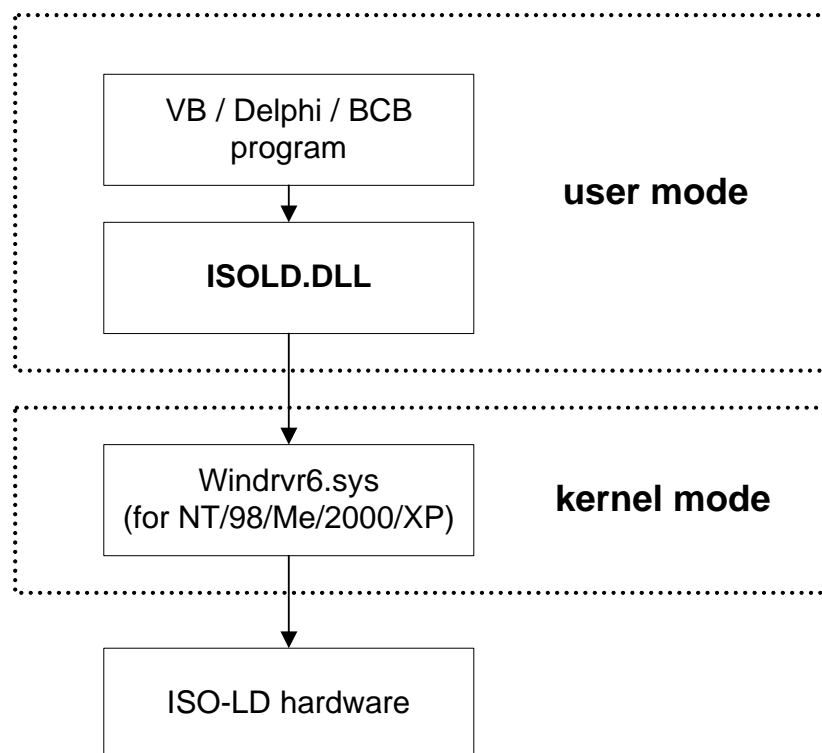 VB / Delphi / BCB
program
user mode
ISOLD.DLL
Windrvr6.sys
(for NT/98/Me/2000/XP)
kernel mode
ISO-LD hardware